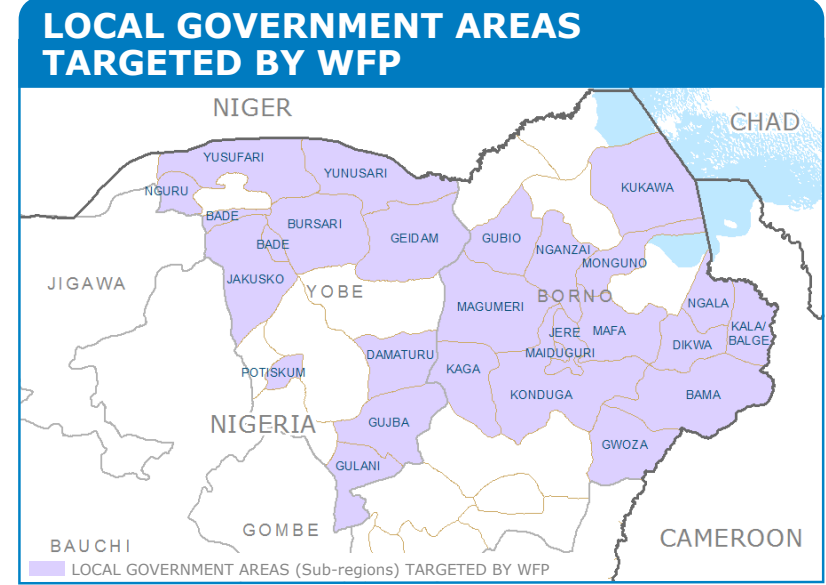 LOCAL GOVERNMENT AREAS
TARGETED BY WFP
NIGER
CHAD
YUSUFARI
YUNUSARI
NGURU
KUKAWA
BADE
BURSARI
GEIDAM
GUBIO
BADE
NGANZAI
MONGUNO
JIGAWA
JAKUSKO
YOBE
BORNO
MAGUMERI
NGALA
JERE
MAFA
KALA/
BALGE
DIKWA
DAMATURU
MAIDUGURI
POTISKUM
KAGA
KONDUGA
BAMA
NIGERIA
GUJBA
GWOZA
GULANI
GOMBE
CAMEROON
BAUCHI
LOCAL GOVERNMENT AREAS (Sub-regions) TARGETED BY WFP